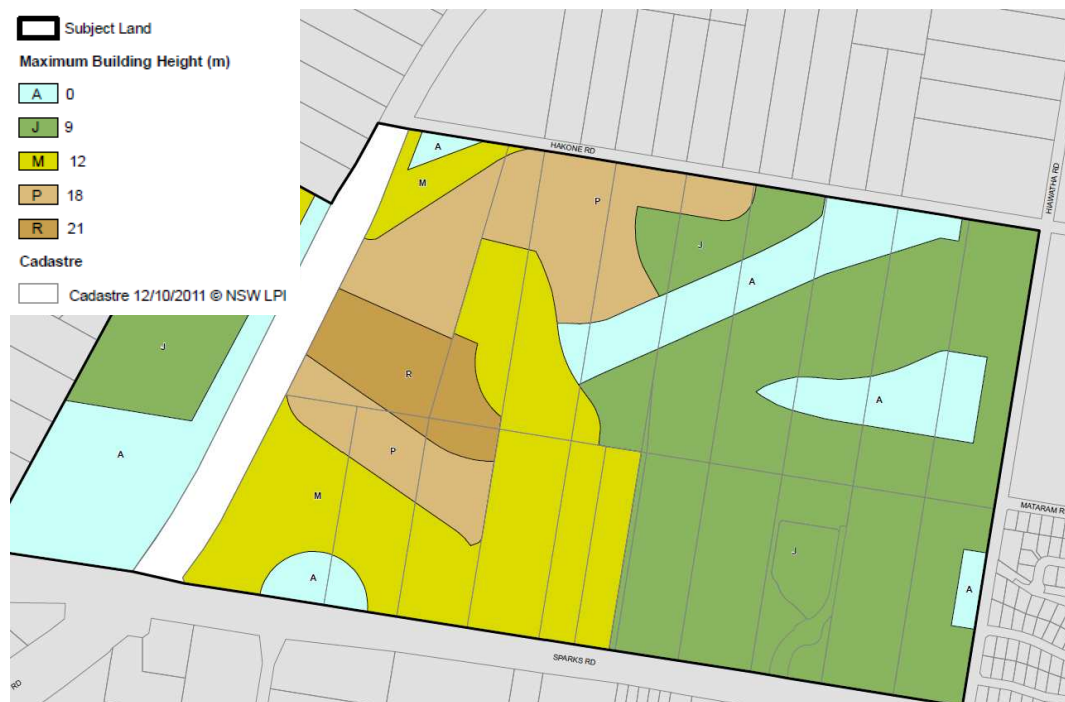 Subject Land
Maximum Building Height (m)
A 0
J 9
M 12
P 18
R 21
Cadastre
Cadastre 12/10/2011 © NSW LPI
HAKONE RD
HIAWATHA RD
A
M
P
J
A
J
R
A
A
P
MATARAM R
M
J
A
A
SPARKS RD
RD